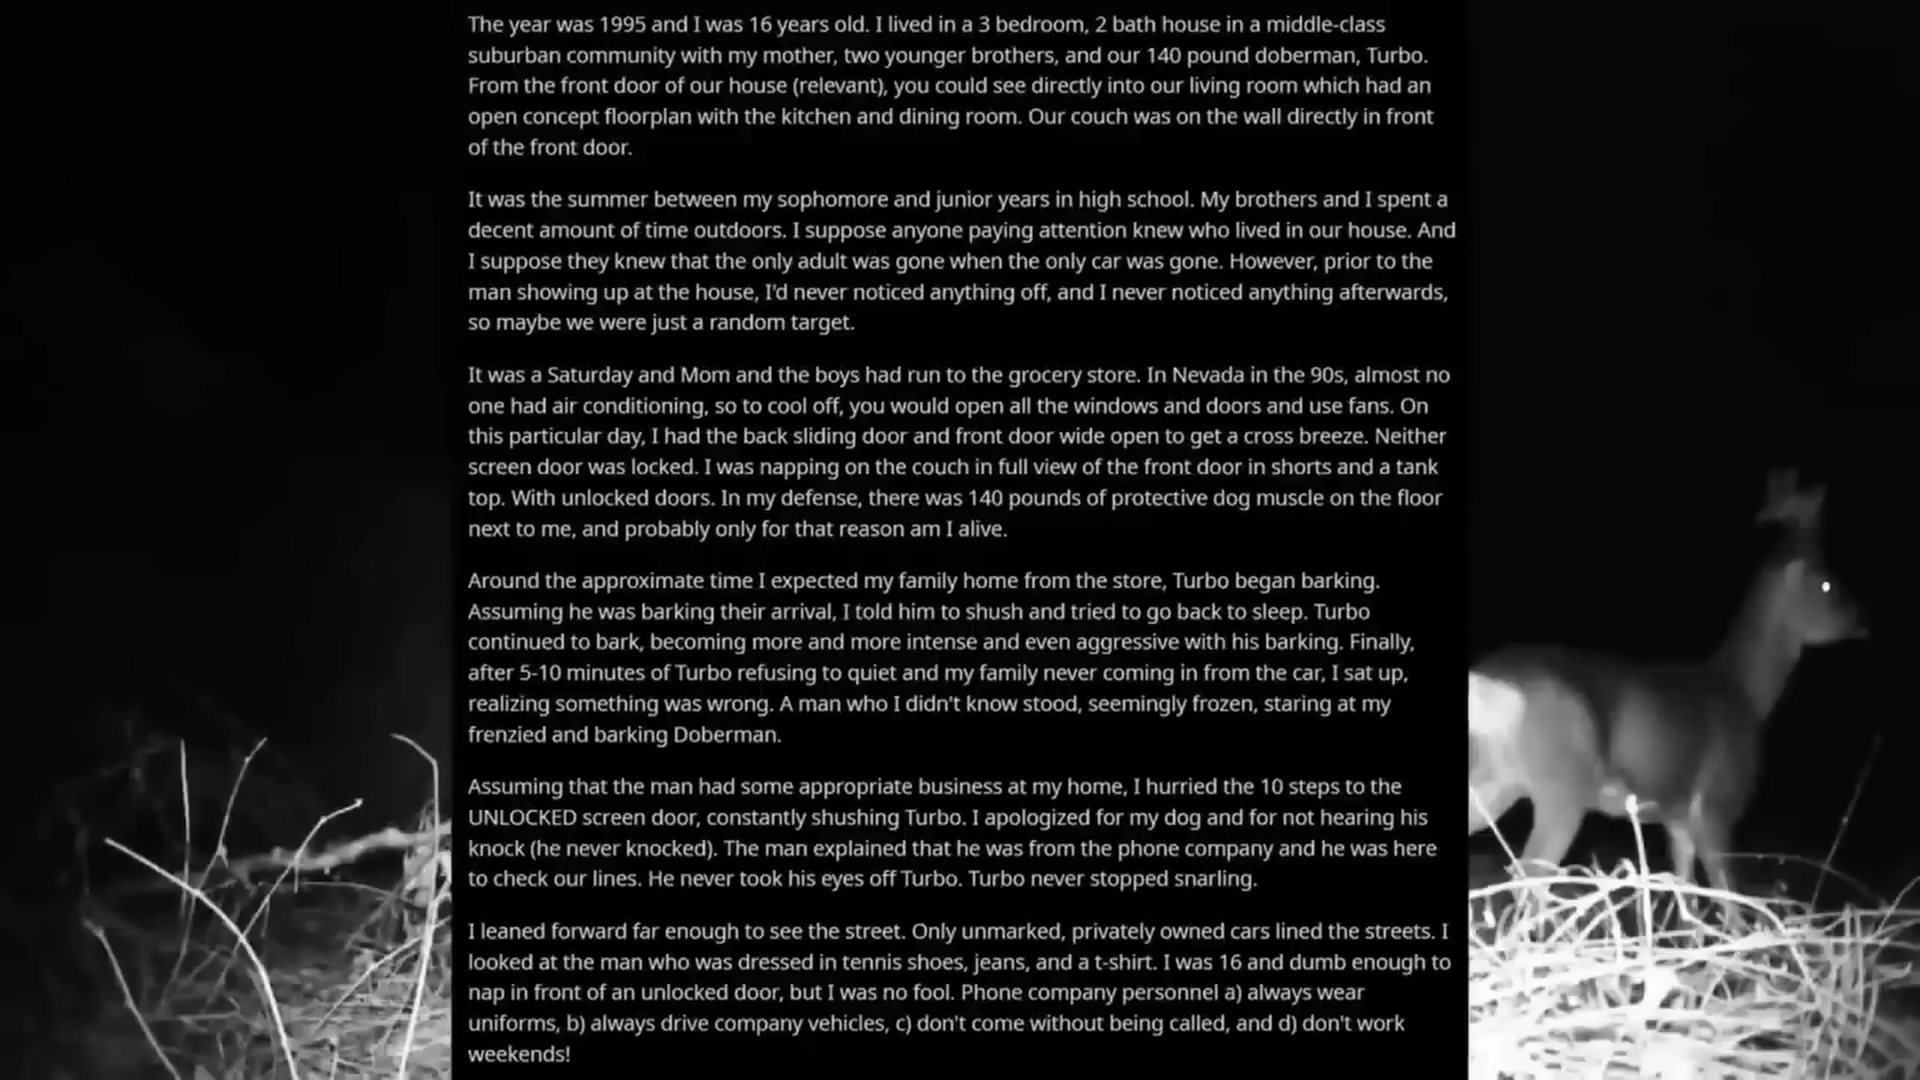 The year was 1995 and I was 16 years old. I lived in a 3 bedroom, 2 bath house in a middle-class
suburban community with my mother, two younger brothers, and our 140 pound doberman, Turbo.
From the front door of our house (relevant), you could see directly into our living room which had an
open concept floorplan with the kitchen and dining room. Our couch was on the wall directly in front
of the front door.
It was the summer between my sophomore and junior years in high school. My brothers and I spent a
decent amount of time outdoors. I suppose anyone paying attention knew who lived in our house. And
I suppose they knew that the only adult was gone when the only car was gone. However, prior to the
man showing up at the house, I'd never noticed anything off, and I never noticed anything afterwards,
so maybe we were just a random target.
It was a Saturday and Mom and the boys had run to the grocery store. In Nevada in the 90s, almost no
one had air conditioning, so to cool off, you would open all the windows and doors and use fans. On
this particular day, I had the back sliding door and front door wide open to get a cross breeze. Neither
screen door was locked. I was napping on the couch in full view of the front door in shorts and a tank
top. With unlocked doors. In my defense, there was 140 pounds of protective dog muscle on the floor
next to me, and probably only for that reason am I alive.
Around the approximate time I expected my family home from the store, Turbo began barking.
Assuming he was barking their arrival, I told him to shush and tried to go back to sleep. Turbo
continued to bark, becoming more and more intense and even aggressive with his barking. Finally,
after 5-10 minutes of Turbo refusing to quiet and my family never coming in from the car, I sat up,
realizing something was wrong. A man who I didn't know stood, seemingly frozen, staring at my
frenzied and barking Doberman.
Assuming that the man had some appropriate business at my home, I hurried the 10 steps to the
UNLOCKED screen door, constantly shushing Turbo. I apologized for my dog and for not hearing his
knock (he never knocked). The man explained that he was from the phone company and he was here
to check our lines. He never took his eyes off Turbo. Turbo never stopped snarling.
I leaned forward far enough to see the street. Only unmarked, privately owned cars lined the streets. I
looked at the man who was dressed in tennis shoes, jeans, and a t-shirt. I was 16 and dumb enough to
nap in front of an unlocked door, but I was no fool. Phone company personnel a) always wear
uniforms, b) always drive company vehicles, c) don't come without being called, and d) don't work
weekends!